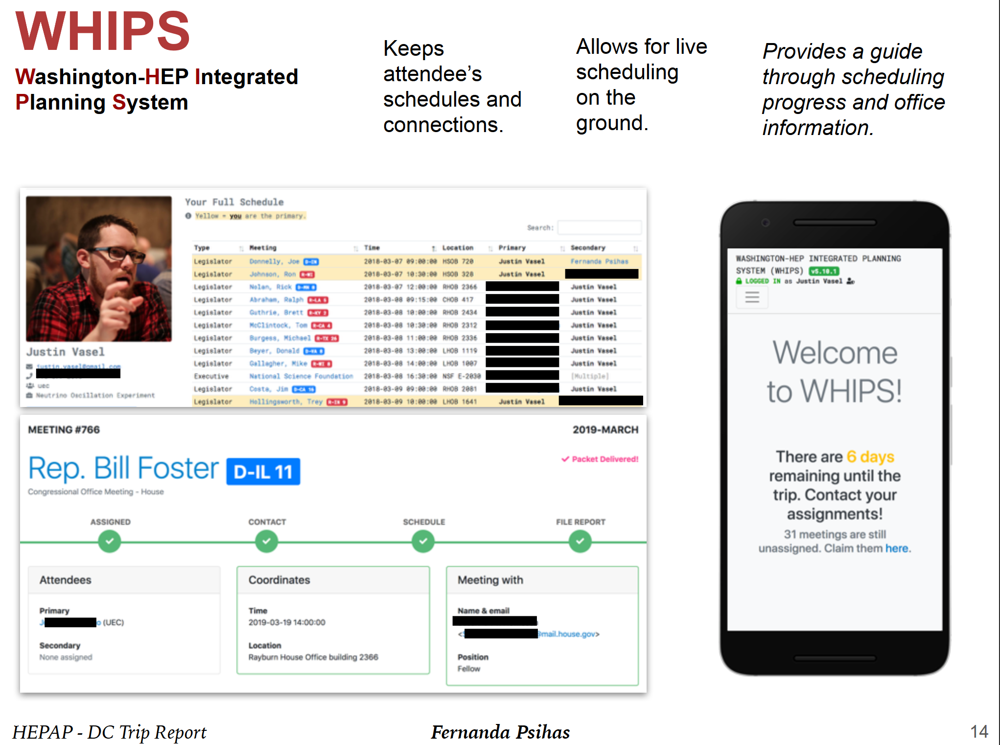 WHIPS
Washington-HEP Integrated
Planning System
Keeps
attendee’s
schedules and
connections.
Allows for live
scheduling
on the
ground.
Provides a guide
through scheduling
progress and office
information.
Your Full Schedule
Yellow = you are the primary.
Search:
Type Meeting Time Location Primary Secondary
Legislator Donnelly, Joe D-IN 2018-03-07 09:00:00 HSOB 720 Justin Vasel Fernanda Psihas
Legislator Johnson, Ron R-WI 2018-03-07 10:30:00 HSOB 328 Justin Vasel
Legislator Nolan, Rick D-MN 8 2018-03-07 12:00:00 RHOB 2366 Justin Vasel
Legislator Abraham, Ralph R-LA 5 2018-03-08 09:15:00 CHOB 417 Justin Vasel
Legislator Guthrie, Brett R-KY 2 2018-03-08 10:00:00 RHOB 2434 Justin Vasel
Legislator McClintock, Tom R-CA 4 2018-03-08 10:30:00 RHOB 2312 Justin Vasel
Legislator Burgess, Michael R-TX 26 2018-03-08 11:00:00 RHOB 2336 Justin Vasel
Legislator Beyer, Donald D-VA 8 2018-03-08 13:00:00 LHOB 1119 Justin Vasel
Legislator Gallagher, Mike R-WI 8 2018-03-08 14:00:00 LHOB 1007 Justin Vasel
Executive National Science Foundation 2018-03-08 16:30:00 NSF E-2030 [Multiple]
Legislator Costa, Jim D-CA 16 2018-03-09 09:00:00 RHOB 2081 Justin Vasel
Legislator Hollingsworth, Trey R-IN 9 2018-03-09 10:00:00 LHOB 1641 Justin Vasel
Justin Vasel
justin.vasel@gmail.com
uec
Neutrino Oscillation Experiment
MEETING #766
2019-MARCH
Rep. Bill Foster D-IL 11
Packet Delivered!
Congressional Office Meeting - House
ASSIGNED CONTACT SCHEDULE FILE REPORT
Attendees
Primary
(UEC)
Secondary
None assigned
Coordinates
Time
2019-03-19 14:00:00
Location
Rayburn House Office building 2366
Meeting with
Name & email
@mail.house.gov>
Position
Fellow
WASHINGTON-HEP INTEGRATED PLANNING
SYSTEM (WHIPS) v5.10.1
LOGGED IN as Justin Vasel
Welcome
to WHIPS!
There are 6 days
remaining until the
trip. Contact your
assignments!
31 meetings are still
unassigned. Claim them here.
HEPAP - DC Trip Report
Fernanda Psihas
14